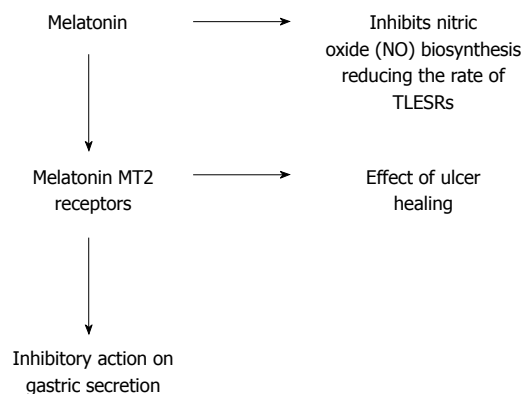 Melatonin
Inhibits nitric
oxide (NO) biosynthesis
reducing the rate of
TLESRs
Melatonin MT2
receptors
Effect of ulcer
healing
Inhibitory action on
gastric secretion